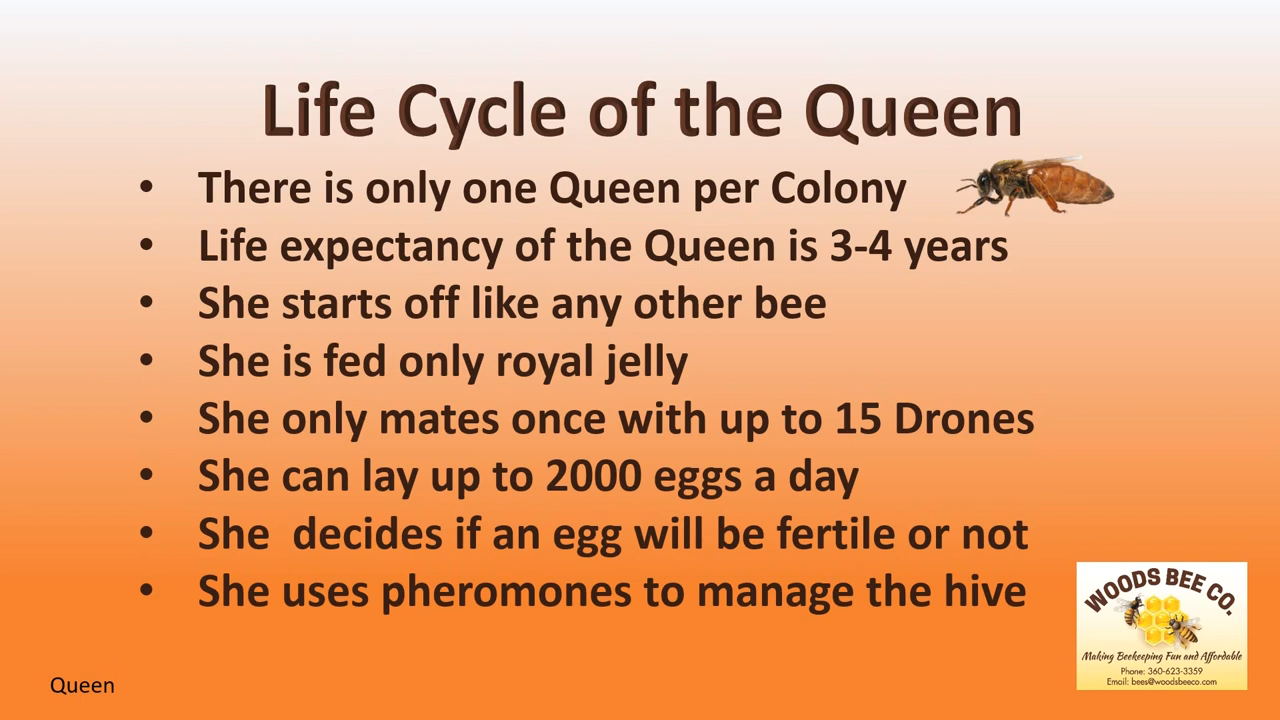 Life Cycle of the Queen
• There is only one Queen per Colony
• Life expectancy of the Queen is 3-4 years
• She starts off like any other bee
• She is fed only royal jelly
• She only mates once with up to 15 Drones
• She can lay up to 2000 eggs a day
• She  decides if an egg will be fertile or not
• She uses pheromones to manage the hive
WOODS BEE CO.
Making Beekeeping Fun and Affordable
Phone: 360-623-3359
Email: bees@woodsbeeco.com
Queen